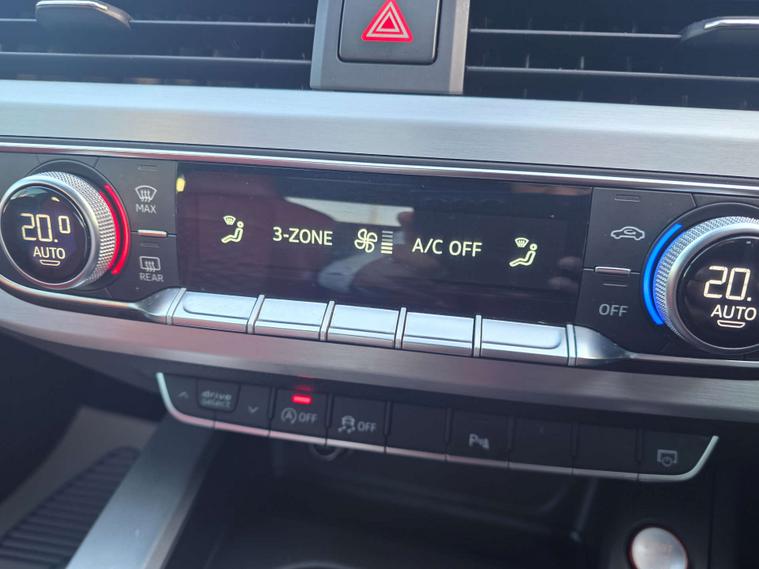 MAX
20.0
AUTO
3-ZONE
A/C OFF
REAR
OFF
20.
AUTO
drive
select
OFF
OFF
P